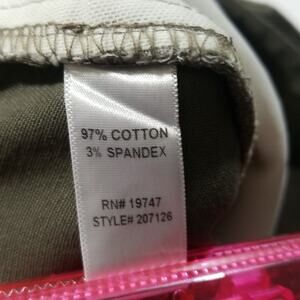 97% COTTON
3% SPANDEX
RN# 19747
STYLE# 207126